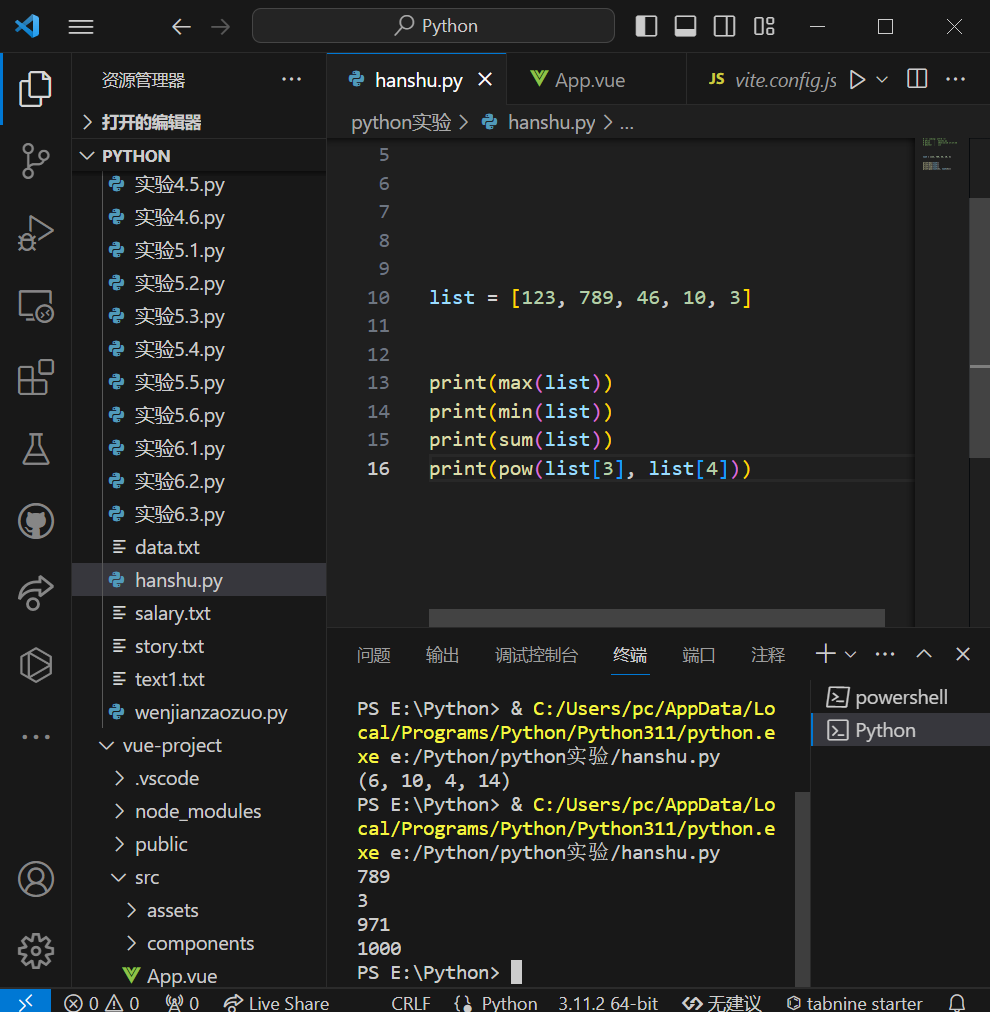 Python
资源管理器
打开的编辑器
PYTHON
实验4.5.py
实验4.6.py
实验5.1.py
实验5.2.py
实验5.3.py
实验5.4.py
实验5.5.py
实验5.6.py
实验6.1.py
实验6.2.py
实验6.3.py
data.txt
hanshu.py
salary.txt
story.txt
text1.txt
wenjianzaozuo.py
vue-project
.vscode
node_modules
public
src
assets
components
App.vue
hanshu.py
App.vue
JS vite.config.js
python实验 > hanshu.py > ...
5
6
7
8
9
10 list = [123, 789, 46, 10, 3]
11
12
13 print(max(list))
14 print(min(list))
15 print(sum(list))
16 print(pow(list[3], list[4]))
问题 输出 调试控制台 终端 端口 注释
PS E:\Python> & C:/Users/pc/AppData/Lo
cal/Programs/Python/Python311/python.e
xe e:/Python/python实验/hanshu.py
(6, 10, 4, 14)
PS E:\Python> & C:/Users/pc/AppData/Lo
cal/Programs/Python/Python311/python.e
xe e:/Python/python实验/hanshu.py
789
3
971
1000
PS E:\Python>
powershell
Python
0 0 0 Live Share CRLF Python 3.11.2 64-bit 无建议 tabnine starter